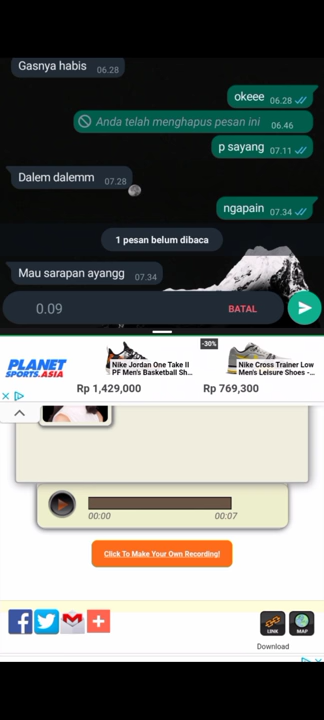 Gasnya habis 06.28
okeee 06.28
Anda telah menghapus pesan ini 06.46
p sayang 07.11
Dalem dalemm 07.28
ngapain 07.34
1 pesan belum dibaca
Mau sarapan ayangg 07.34
0.09 BATAL
PLANET
SPORTS.ASIA
Nike Jordan One Take II
PF Men's Basketball Sh...
Rp 1,429,000
-30%
Nike Cross Trainer Low
Men's Leisure Shoes -...
Rp 769,300
00:00 00:07
Click To Make Your Own Recording!
LINK MAP
Download